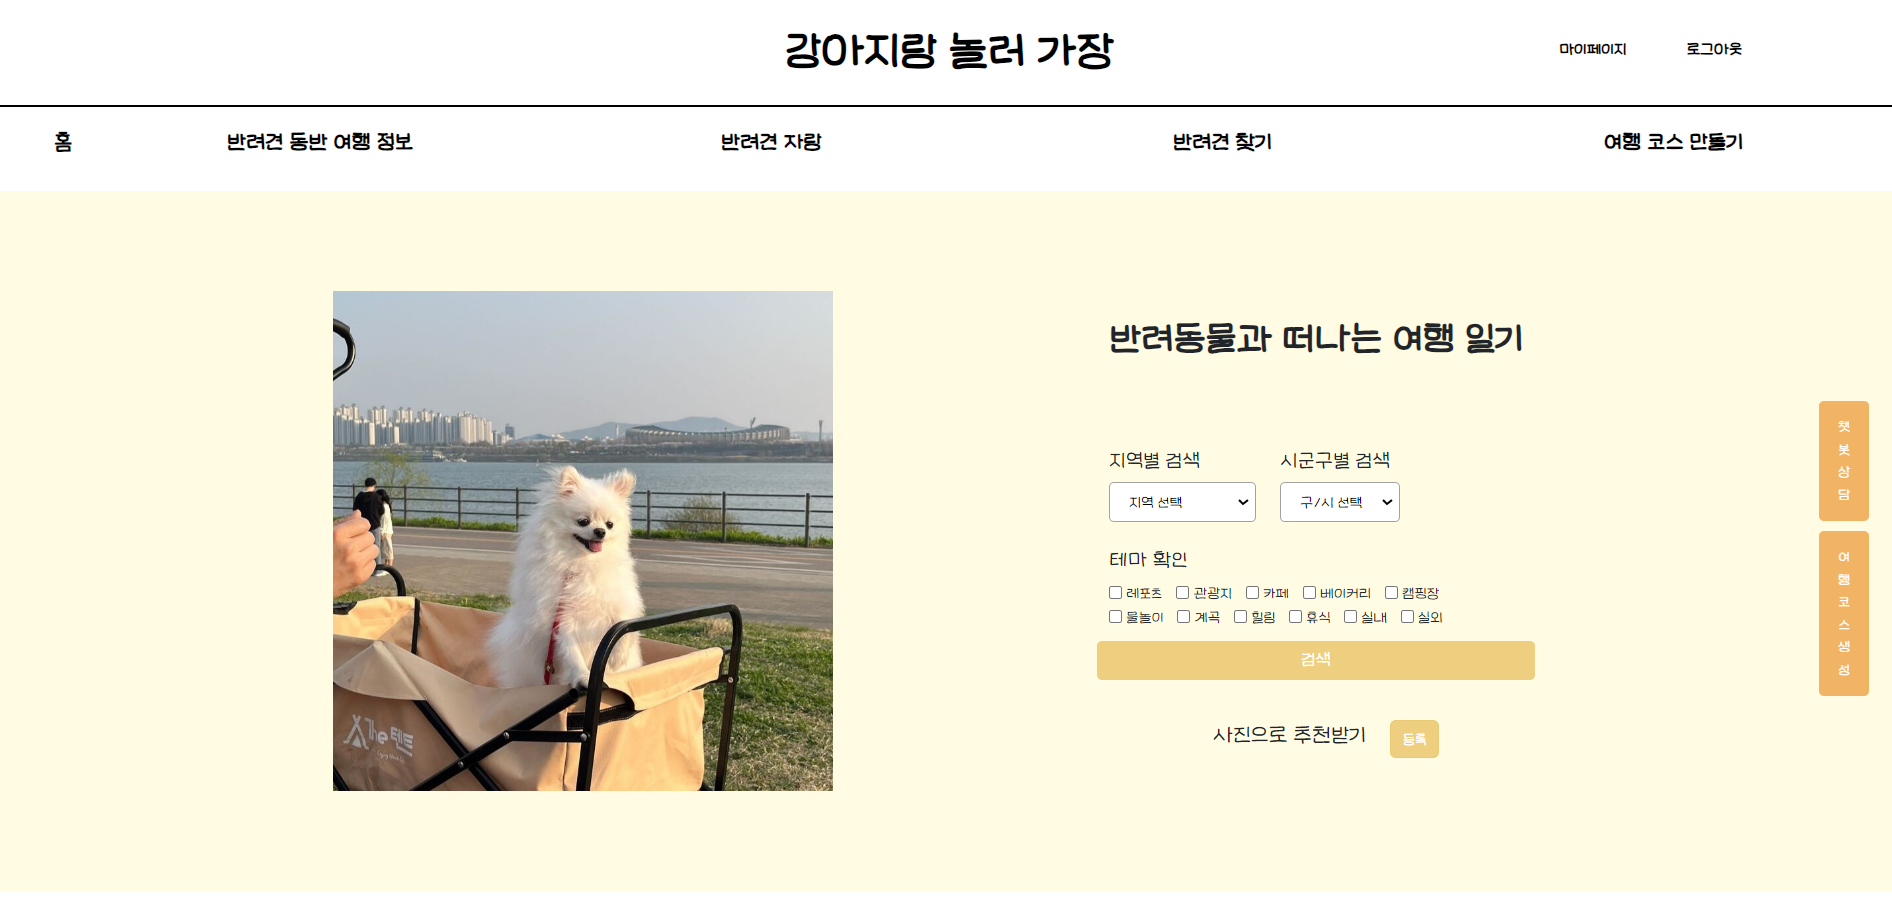 강아지랑 놀러 가장
마이페이지 로그아웃
홈 반려견 동반 여행 정보 반려견 자랑 반려견 찾기 여행 코스 만들기
반려동물과 떠나는 여행 일기
지역별 검색 시군구별 검색
지역 선택 구/시 선택
테마 확인
레포츠 관광지 카페 베이커리 캠핑장
물놀이 계곡 힐링 휴식 실내 실외
검색
사진으로 추천받기 등록
챗봇상담
여행코스생성
The 텐트